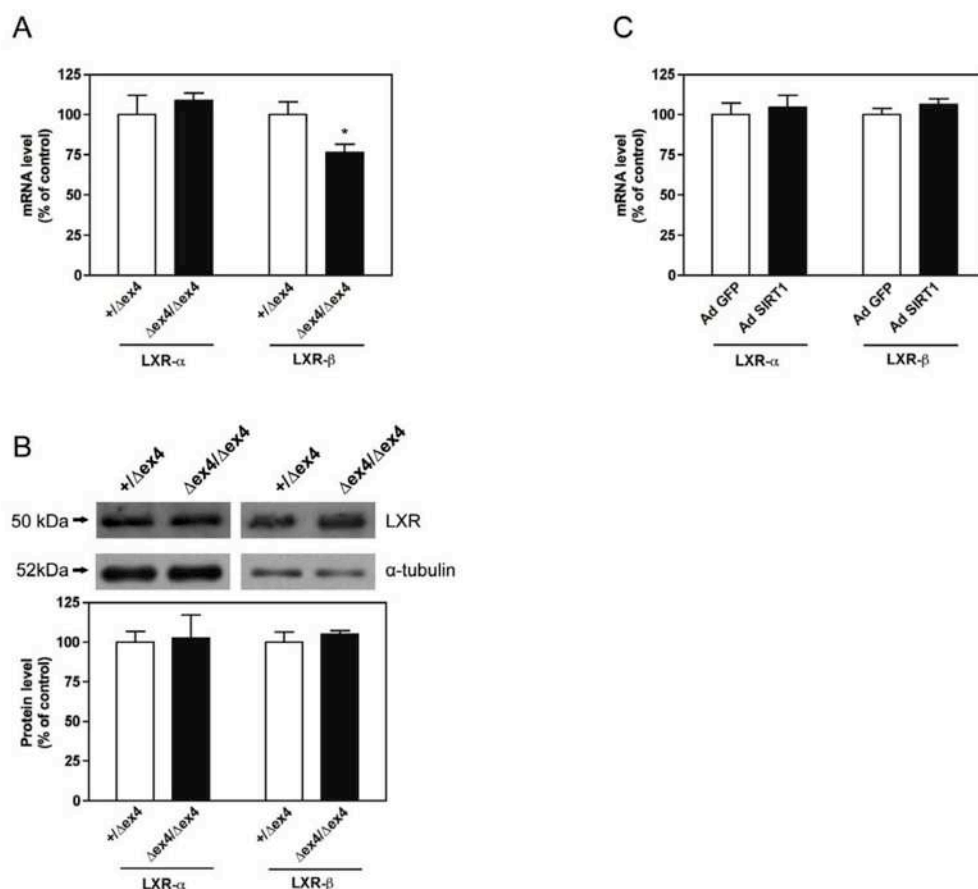 A
mRNA level
(% of control)
125
100
75
50
25
0
*
+/Δex4
Δex4/Δex4
+/Δex4
Δex4/Δex4
LXR-α
LXR-β
C
mRNA level
(% of control)
125
100
75
50
25
0
Ad GFP
Ad SIRT1
Ad GFP
Ad SIRT1
LXR-α
LXR-β
B
+/Δex4
Δex4/Δex4
+/Δex4
Δex4/Δex4
50 kDa
LXR
52kDa
α-tubulin
Protein level
(% of control)
125
100
75
50
25
0
+/Δex4
Δex4/Δex4
+/Δex4
Δex4/Δex4
LXR-α
LXR-β